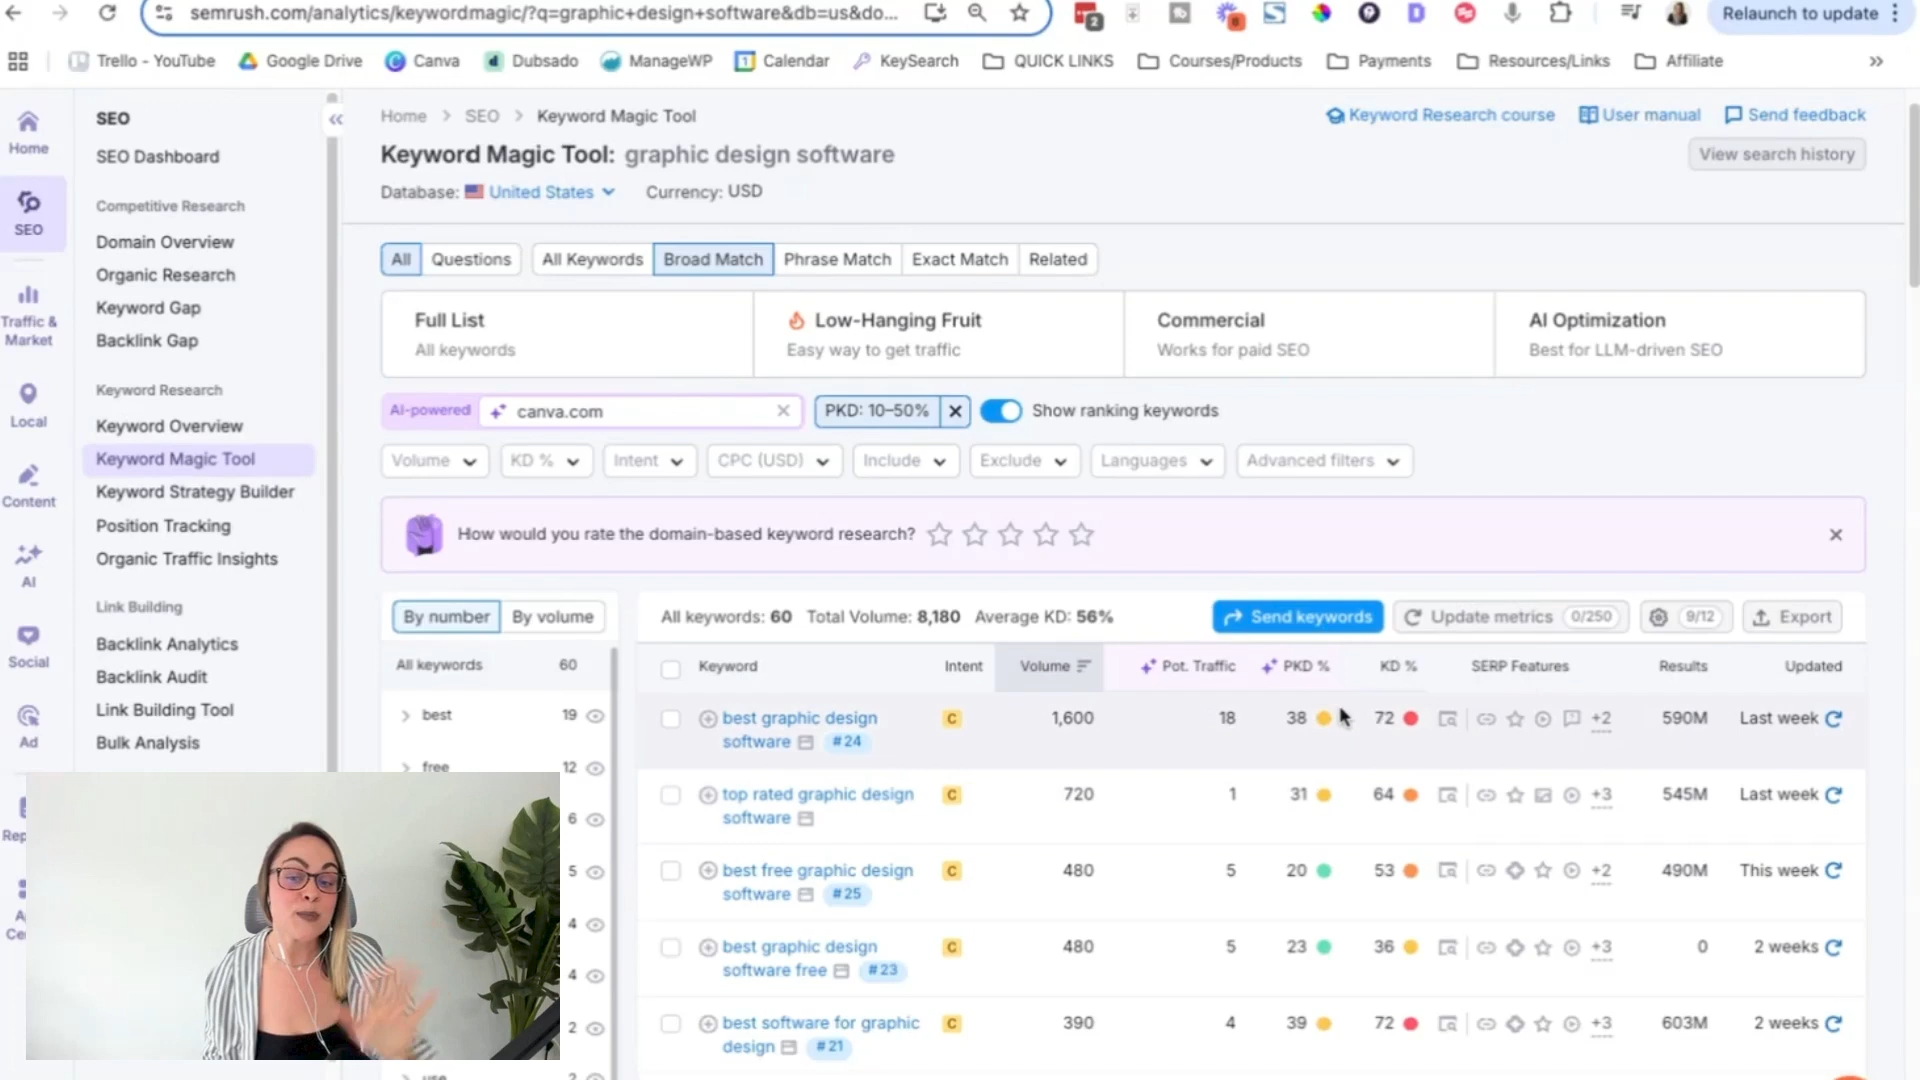 semrush.com/analytics/keywordmagic/?q=graphic+design+software&db=us&do...
2
8
Relaunch to update
Trello - YouTube
Google Drive
Canva
Dubsado
ManageWP
Calendar
KeySearch
QUICK LINKS
Courses/Products
Payments
Resources/Links
Affiliate
Home
SEO
Traffic & Market
Local
Content
AI
Social
Ad
SEO
SEO Dashboard
Competitive Research
Domain Overview
Organic Research
Keyword Gap
Backlink Gap
Keyword Research
Keyword Overview
Keyword Magic Tool
Keyword Strategy Builder
Position Tracking
Organic Traffic Insights
Link Building
Backlink Analytics
Backlink Audit
Link Building Tool
Bulk Analysis
Home > SEO > Keyword Magic Tool
Keyword Research course
User manual
Send feedback
Keyword Magic Tool: graphic design software
View search history
Database: United States Currency: USD
All Questions All Keywords Broad Match Phrase Match Exact Match Related
Full List
All keywords
Low-Hanging Fruit
Easy way to get traffic
Commercial
Works for paid SEO
AI Optimization
Best for LLM-driven SEO
AI-powered canva.com PKD: 10–50% Show ranking keywords
Volume KD % Intent CPC (USD) Include Exclude Languages Advanced filters
How would you rate the domain-based keyword research?
By number By volume
All keywords: 60 Total Volume: 8,180 Average KD: 56%
Send keywords Update metrics 0/250 9/12 Export
All keywords 60
best 19
free 12
6
5
4
4
2
use 2
Keyword Intent Volume Pot. Traffic PKD % KD % SERP Features Results Updated
best graphic design software #24 C 1,600 18 38 72 +2 590M Last week
top rated graphic design software C 720 1 31 64 +3 545M Last week
best free graphic design software #25 C 480 5 20 53 +2 490M This week
best graphic design software free #23 C 480 5 23 36 +3 0 2 weeks
best software for graphic design #21 C 390 4 39 72 +3 603M 2 weeks